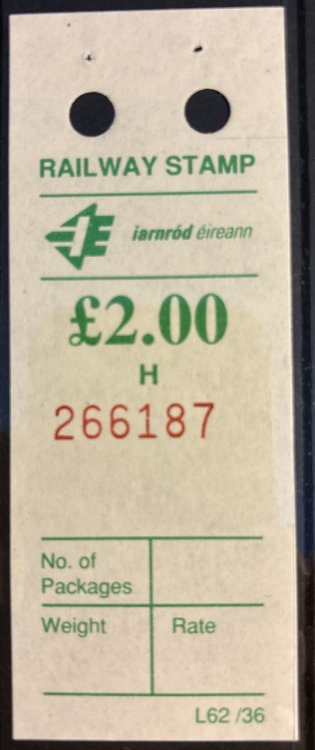 RAILWAY STAMP
iarnród éireann
£2.00
H
266187
No. of
Packages
Weight Rate
L62 /36